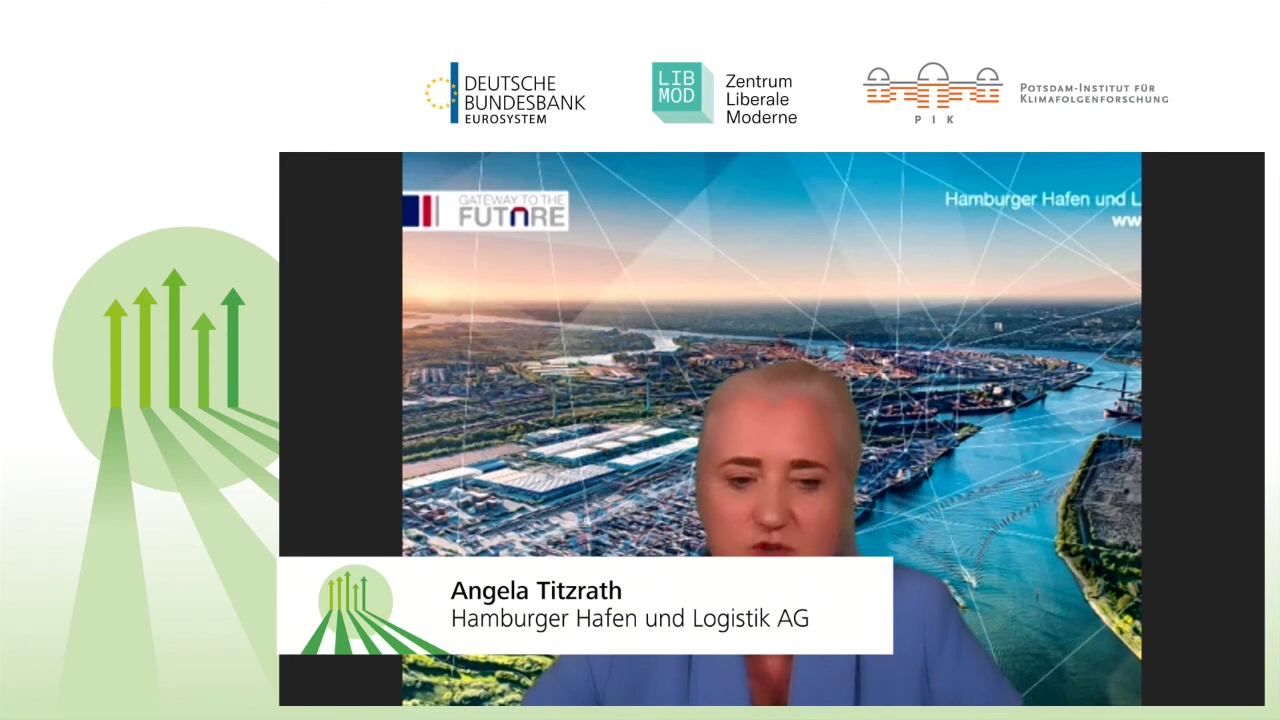 DEUTSCHE
BUNDESBANK
EUROSYSTEM
LIB
MOD
Zentrum
Liberale
Moderne
POTSDAM-INSTITUT FÜR
KLIMAFOLGENFORSCHUNG
P I K
GATEWAY TO THE
FUTURE
Hamburger Hafen und L
ww
Angela Titzrath
Hamburger Hafen und Logistik AG